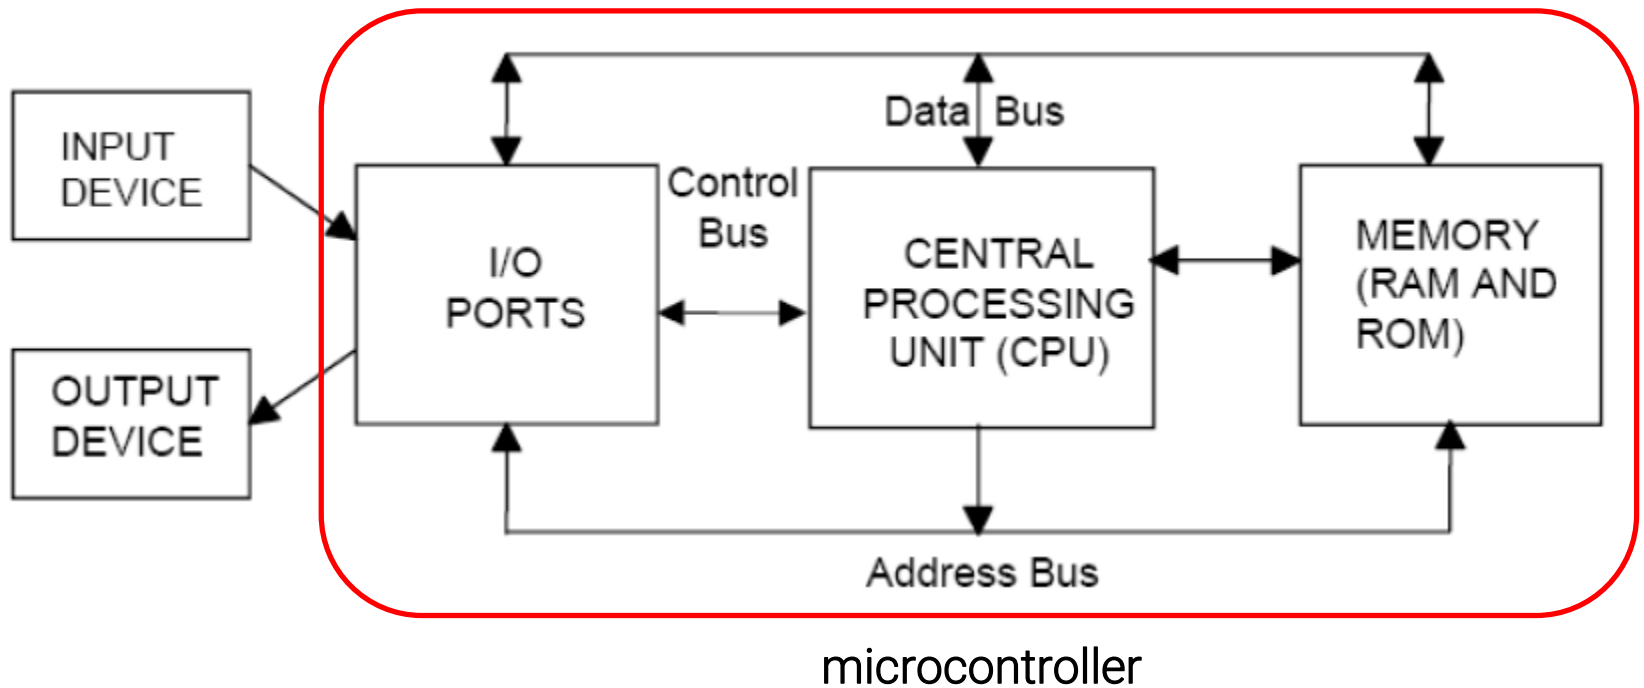 INPUT
DEVICE
OUTPUT
DEVICE
I/O
PORTS
Control
Bus
Data Bus
CENTRAL
PROCESSING
UNIT (CPU)
MEMORY
(RAM AND
ROM)
Address Bus
microcontroller